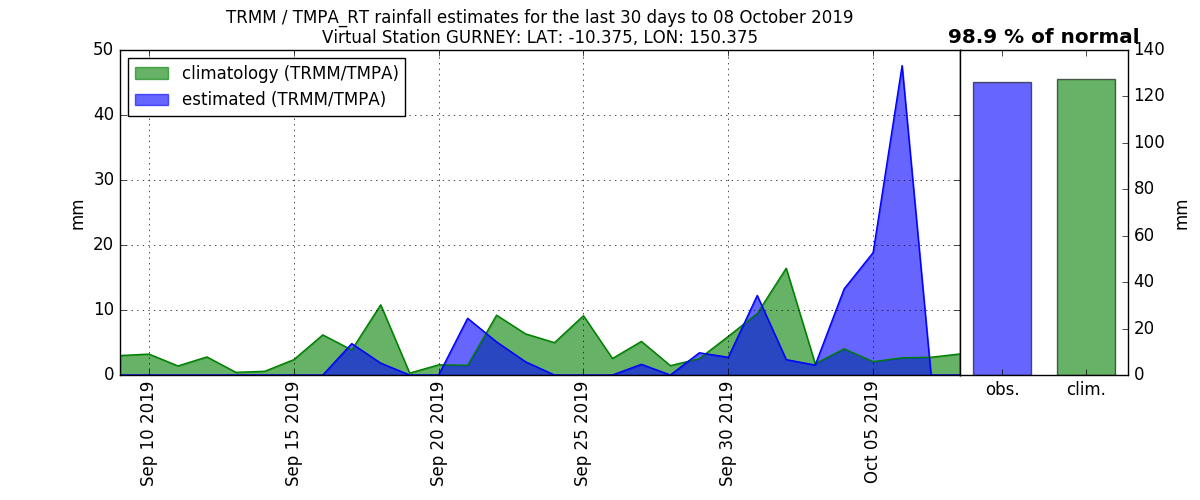 TRMM / TMPA_RT rainfall estimates for the last 30 days to 08 October 2019
Virtual Station GURNEY: LAT: -10.375, LON: 150.375
98.9 % of normal
climatology (TRMM/TMPA)
estimated (TRMM/TMPA)
50
40
30
20
10
0
mm
Sep 10 2019
Sep 15 2019
Sep 20 2019
Sep 25 2019
Sep 30 2019
Oct 05 2019
140
120
100
80
60
40
20
0
mm
obs.
clim.